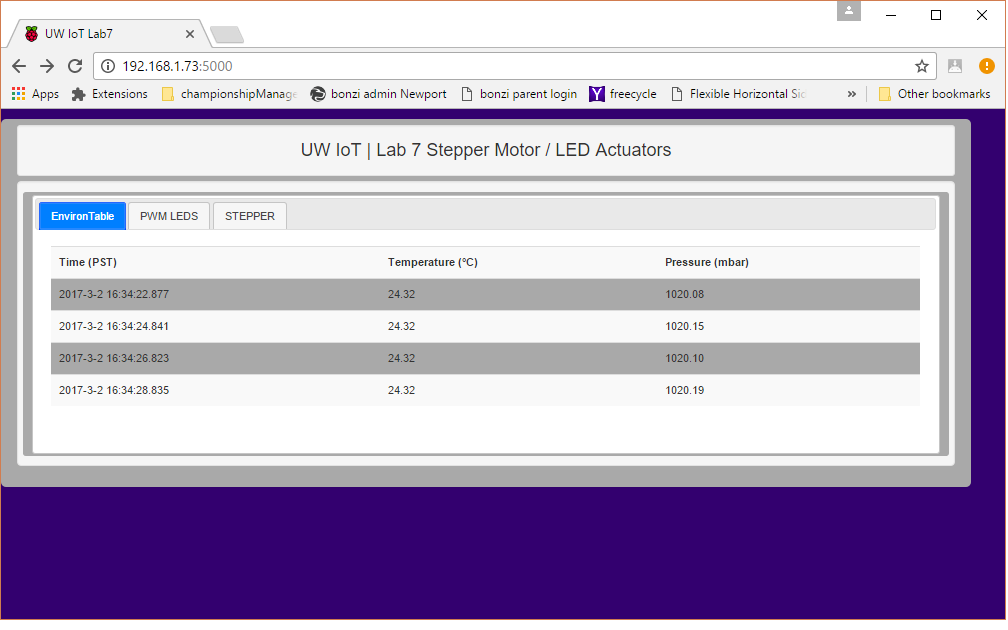 UW IoT Lab7
192.168.1.73:5000
Apps Extensions championshipManage bonzi admin Newport bonzi parent login Y freecycle Flexible Horizontal Sid » Other bookmarks
UW IoT | Lab 7 Stepper Motor / LED Actuators
EnvironTable PWM LEDS STEPPER
Time (PST) Temperature (°C) Pressure (mbar)
2017-3-2 16:34:22.877 24.32 1020.08
2017-3-2 16:34:24.841 24.32 1020.15
2017-3-2 16:34:26.823 24.32 1020.10
2017-3-2 16:34:28.835 24.32 1020.19